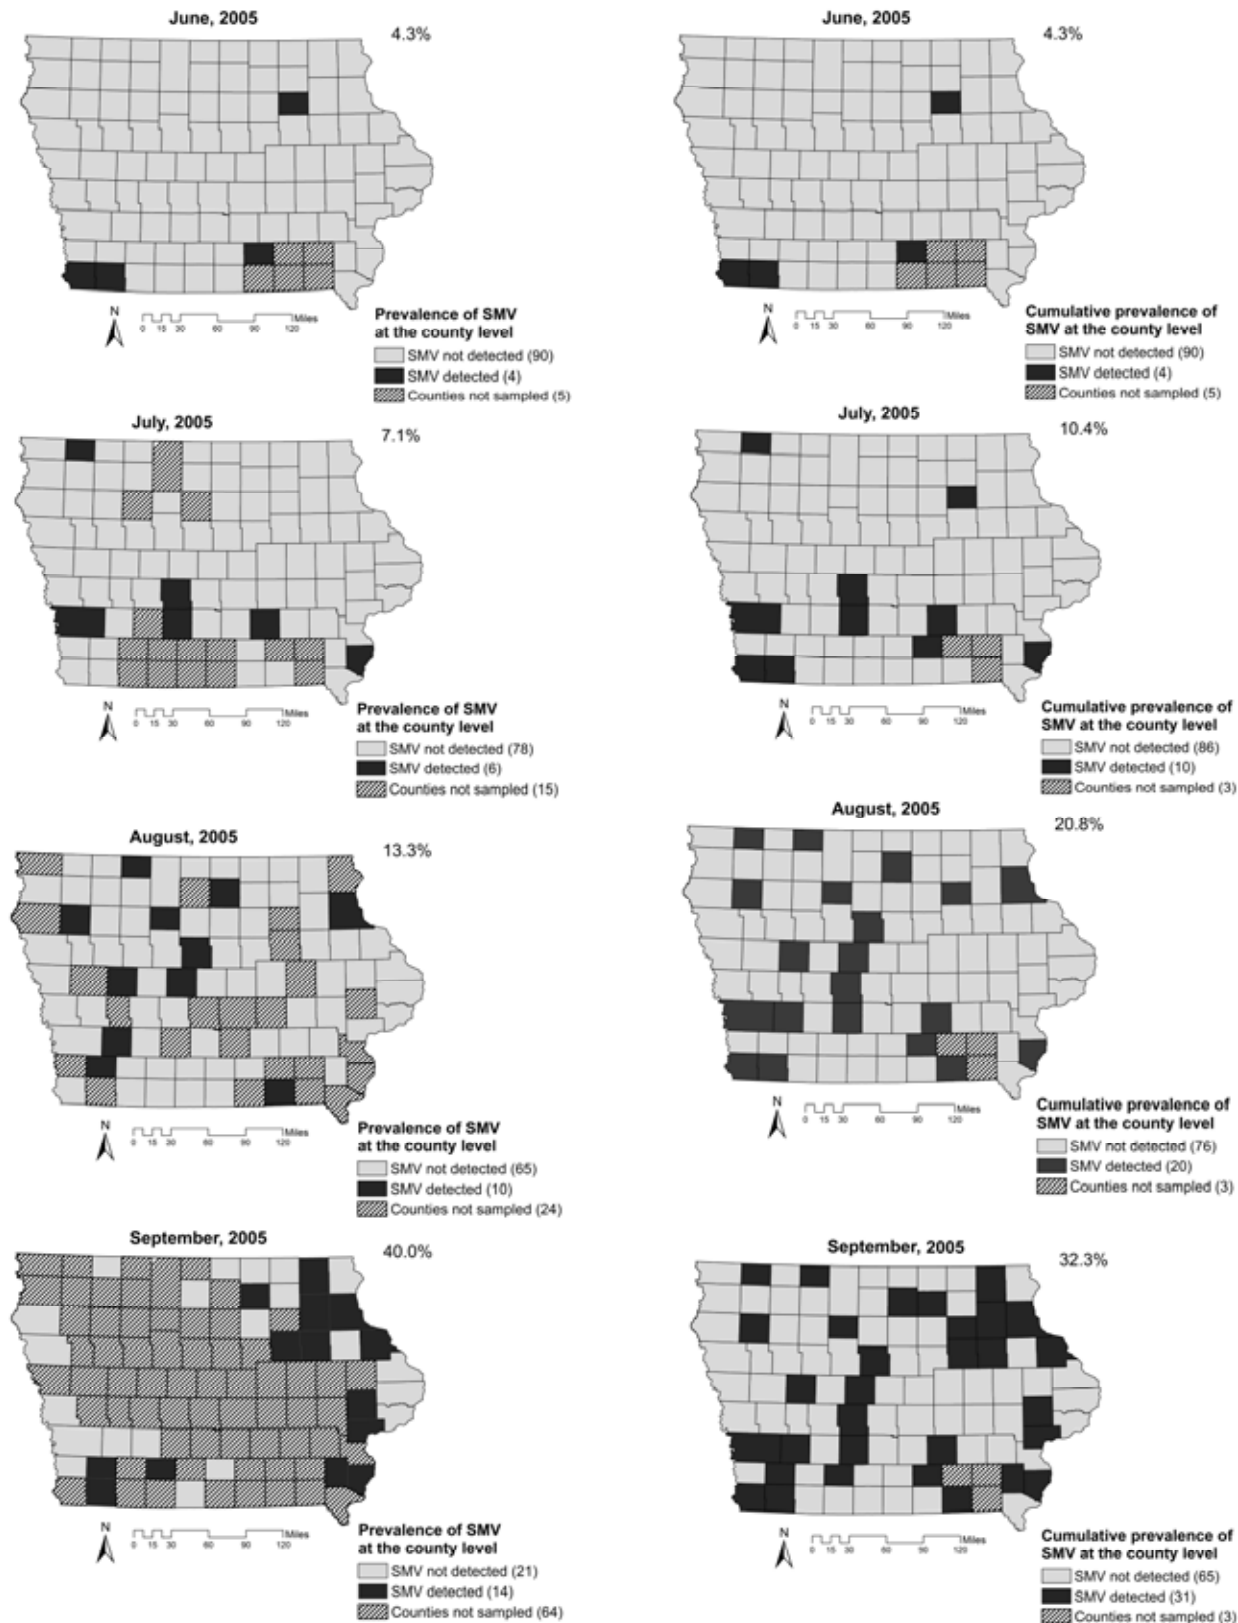 June, 2005
4.3%
N
0 15 30 60 90 120 Miles
Prevalence of SMV
at the county level
SMV not detected (90)
SMV detected (4)
Counties not sampled (5)
June, 2005
4.3%
N
0 15 30 60 90 120 Miles
Cumulative prevalence of
SMV at the county level
SMV not detected (90)
SMV detected (4)
Counties not sampled (5)
July, 2005
7.1%
N
0 15 30 60 90 120 Miles
Prevalence of SMV
at the county level
SMV not detected (78)
SMV detected (6)
Counties not sampled (15)
July, 2005
10.4%
N
0 15 30 60 90 120 Miles
Cumulative prevalence of
SMV at the county level
SMV not detected (86)
SMV detected (10)
Counties not sampled (3)
August, 2005
13.3%
N
0 15 30 60 90 120 Miles
Prevalence of SMV
at the county level
SMV not detected (65)
SMV detected (10)
Counties not sampled (24)
August, 2005
20.8%
N
0 15 30 60 90 120 Miles
Cumulative prevalence of
SMV at the county level
SMV not detected (76)
SMV detected (20)
Counties not sampled (3)
September, 2005
40.0%
N
0 15 30 60 90 120 Miles
Prevalence of SMV
at the county level
SMV not detected (21)
SMV detected (14)
Counties not sampled (64)
September, 2005
32.3%
N
0 15 30 60 90 120 Miles
Cumulative prevalence of
SMV at the county level
SMV not detected (65)
SMV detected (31)
Counties not sampled (3)